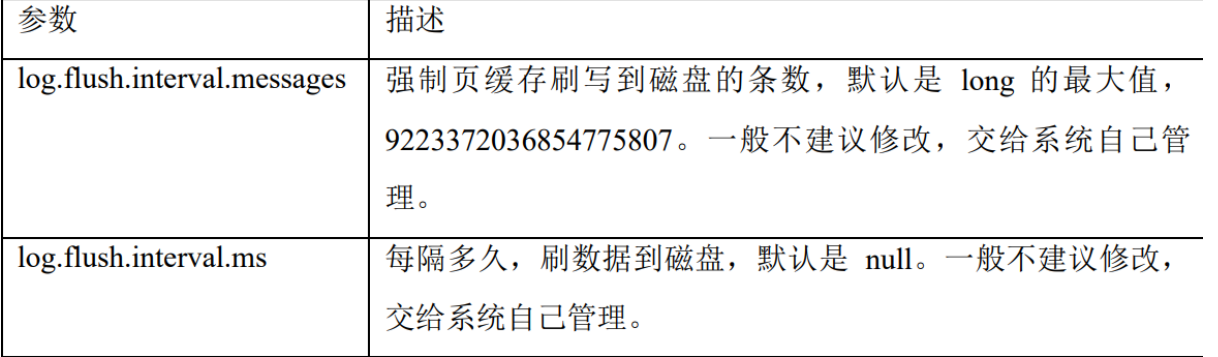 参数 描述
log.flush.interval.messages 强制页缓存刷写到磁盘的条数，默认是 long 的最大值，
9223372036854775807。一般不建议修改，交给系统自己管
理。
log.flush.interval.ms 每隔多久，刷数据到磁盘，默认是 null。一般不建议修改，
交给系统自己管理。